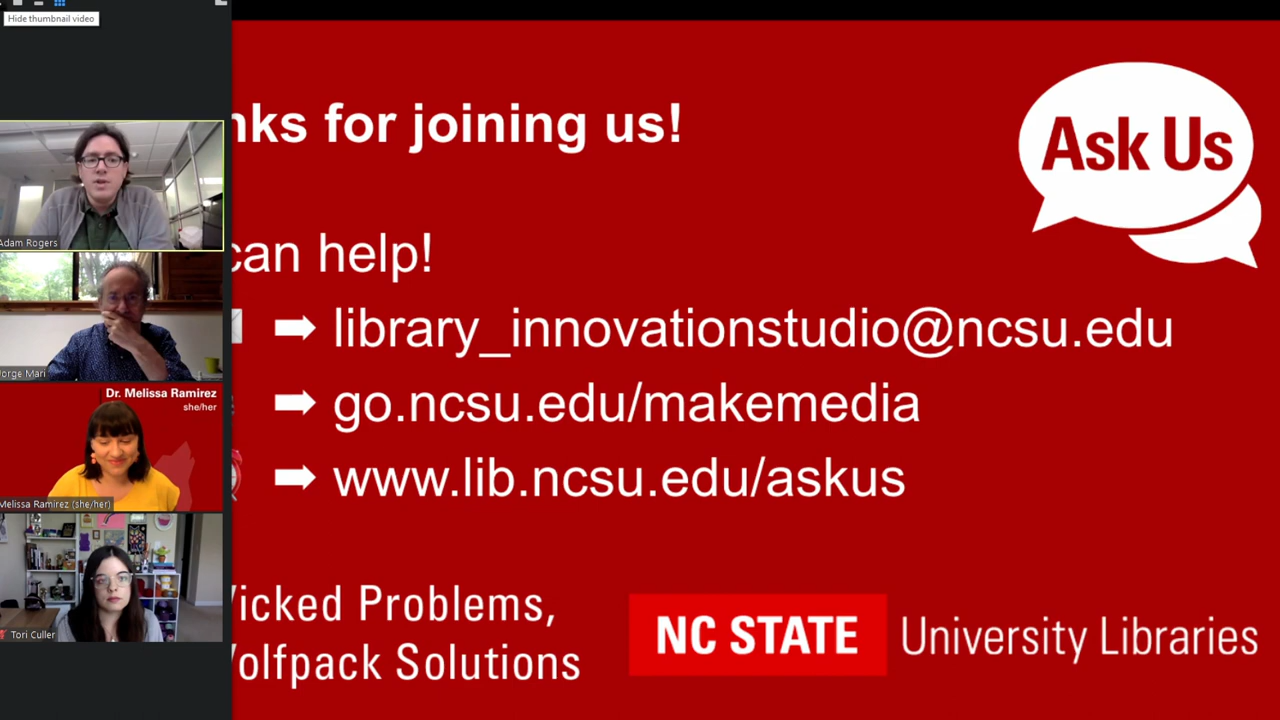 Hide thumbnail video
Adam Rogers
Jorge Mari
Dr. Melissa Ramirez
she/her
Melissa Ramirez (she/her)
Tori Culler
nks for joining us!
can help!
library_innovationstudio@ncsu.edu
go.ncsu.edu/makemedia
www.lib.ncsu.edu/askus
Ask Us
icked Problems,
olfpack Solutions
NC STATE University Libraries